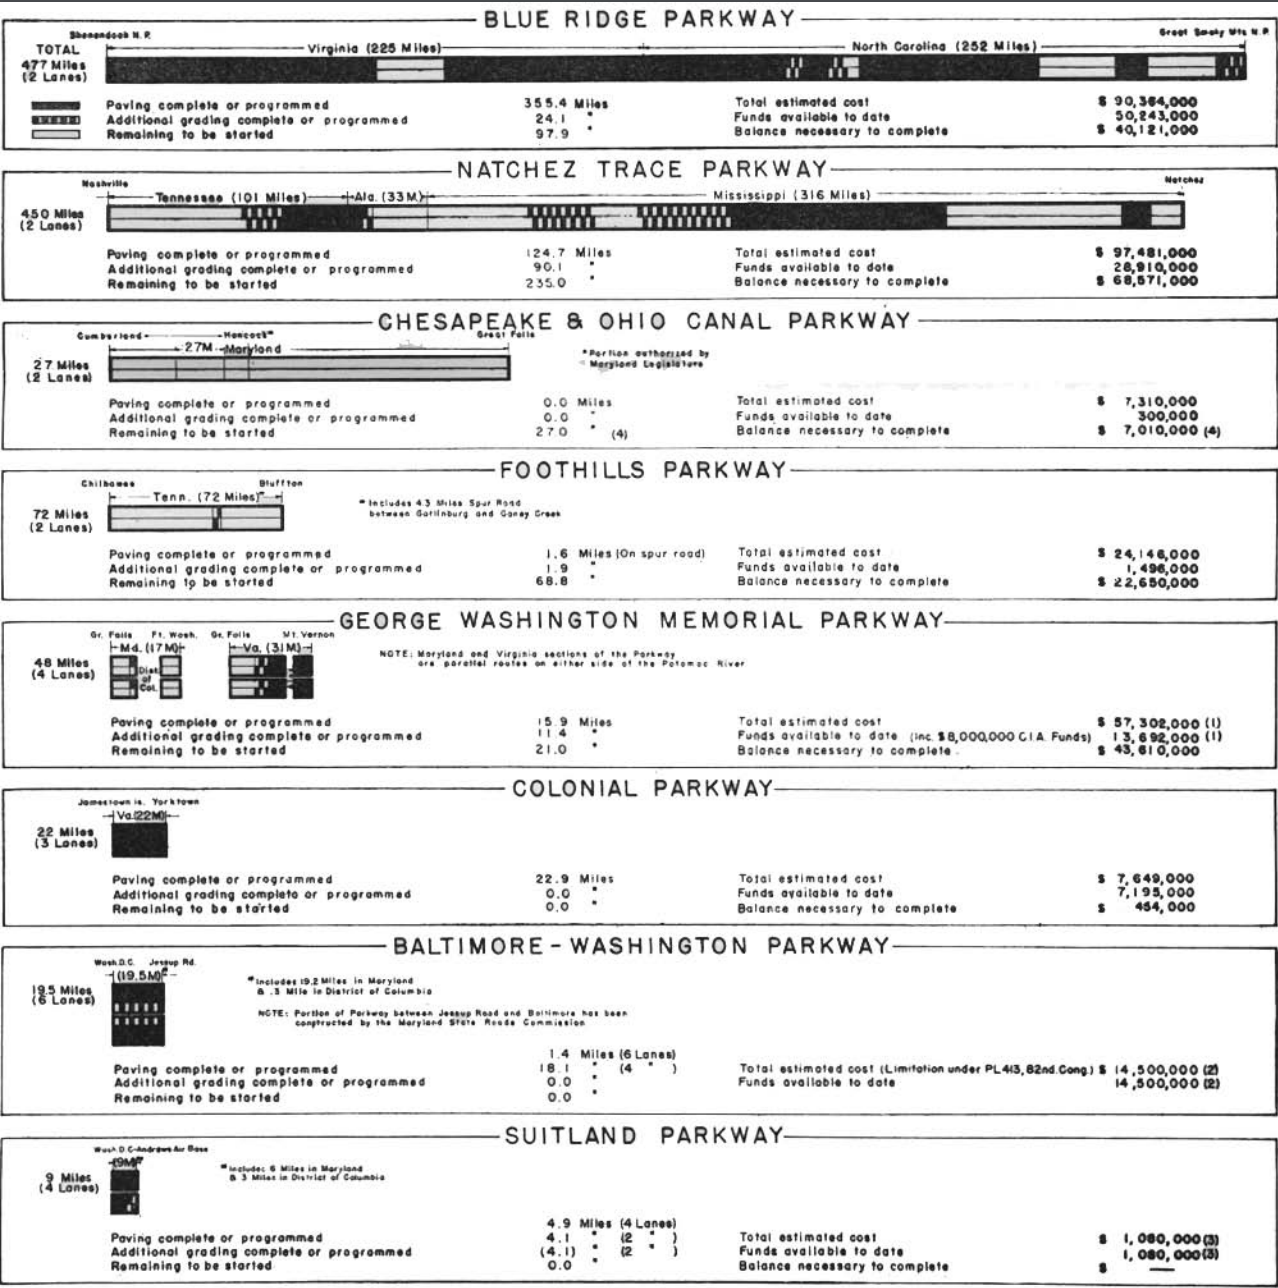 BLUE RIDGE PARKWAY
Shenandoah N.P. Great Smoky Mts N.P.
TOTAL Virginia (225 Miles) North Carolina (252 Miles)
477 Miles
(2 Lanes)
Paving complete or programmed 355.4 Miles Total estimated cost $ 90,364,000
Additional grading complete or programmed 24.1 " Funds available to date 50,243,000
Remaining to be started 97.9 " Balance necessary to complete $ 40,121,000
NATCHEZ TRACE PARKWAY
Nashville Natchez
Tennessee (101 Miles) Ala. (33 M.) Mississippi (316 Miles)
450 Miles
(2 Lanes)
Paving complete or programmed 124.7 Miles Total estimated cost $ 97,481,000
Additional grading complete or programmed 90.1 " Funds available to date 28,910,000
Remaining to be started 235.0 " Balance necessary to complete $ 68,571,000
CHESAPEAKE & OHIO CANAL PARKWAY
Cumberland Hancock* Great Falls
27M Maryland
27 Miles
(2 Lanes)
*Portion authorized by
Maryland Legislature
Paving complete or programmed 0.0 Miles Total estimated cost $ 7,310,000
Additional grading complete or programmed 0.0 " Funds available to date 300,000
Remaining to be started 27.0 " (4) Balance necessary to complete $ 7,010,000 (4)
FOOTHILLS PARKWAY
Chilhowee Bluffton
Tenn. (72 Miles)*
72 Miles
(2 Lanes)
* Includes 4.3 Miles Spur Road
between Gatlinburg and Caney Creek
Paving complete or programmed 1.6 Miles (On spur road) Total estimated cost $ 24,146,000
Additional grading complete or programmed 1.9 " Funds available to date 1,496,000
Remaining to be started 68.8 " Balance necessary to complete $ 22,650,000
GEORGE WASHINGTON MEMORIAL PARKWAY
Gr. Falls Ft. Wash. Gr. Falls Mt. Vernon
Md. (17 M) Va. (31M)
48 Miles
(4 Lanes)
Dist.
of
Col.
NOTE: Maryland and Virginia sections of the Parkway
are parallel routes on either side of the Potomac River
Paving complete or programmed 15.9 Miles Total estimated cost $ 57,302,000 (1)
Additional grading complete or programmed 11.4 " Funds available to date (inc. $8,000,000 C.I.A. Funds) 13,692,000 (1)
Remaining to be started 21.0 " Balance necessary to complete $ 43,610,000
COLONIAL PARKWAY
Jamestown Is. Yorktown
Va.(22M)
22 Miles
(3 Lanes)
Paving complete or programmed 22.9 Miles Total estimated cost $ 7,649,000
Additional grading complete or programmed 0.0 " Funds available to date 7,195,000
Remaining to be started 0.0 " Balance necessary to complete $ 454,000
BALTIMORE-WASHINGTON PARKWAY
Wash.D.C. Jessup Rd.
(19.5M)*
19.5 Miles
(6 Lanes)
*Includes 19.2 Miles in Maryland
& .3 Mile in District of Columbia
NOTE: Portion of Parkway between Jessup Road and Baltimore has been
constructed by the Maryland State Roads Commission
1.4 Miles (6 Lanes)
Paving complete or programmed 18.1 " (4 " ) Total estimated cost (Limitation under PL 413, 82nd. Cong.) $ 14,500,000 (2)
Additional grading complete or programmed 0.0 " Funds available to date 14,500,000 (2)
Remaining to be started 0.0 "
SUITLAND PARKWAY
Wash.D.C-Andrews Air Base
(9M)*
9 Miles
(4 Lanes)
*Includes 6 Miles in Maryland
& 3 Miles in District of Columbia
4.9 Miles (4 Lanes)
Paving complete or programmed 4.1 " (2 " ) Total estimated cost $ 1,080,000 (3)
Additional grading complete or programmed (4.1) " (2 " ) Funds available to date 1,080,000 (3)
Remaining to be started 0.0 " Balance necessary to complete $ —